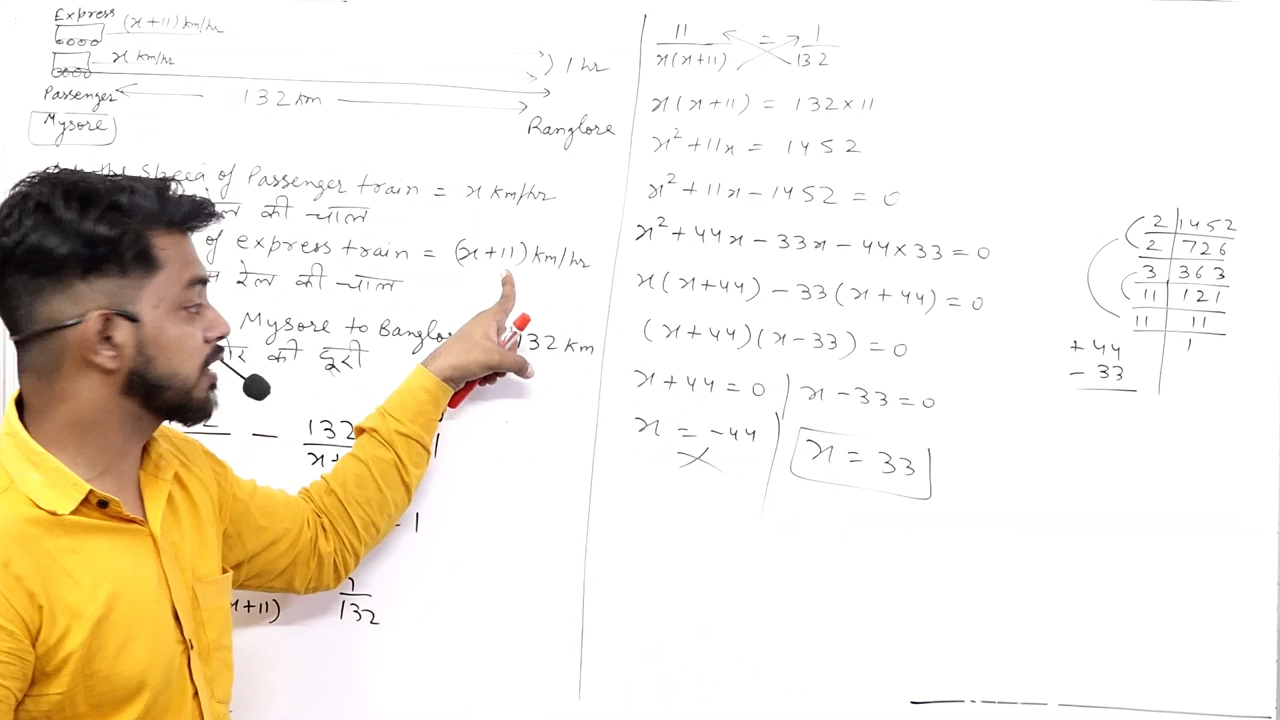 Express
(x+11) km/hr
x km/hr
) 1 hr
Passenger
132 km
Mysore
Banglore
the speed of Passenger train = x km/hr
की चाल
of express train = (x+11) km/hr
रेल की चाल
Mysore to Banglo 132 km
की दूरी
- 132
x+ 1
- 1
x+11) 1/132
11/x(x+11) = 1/132
x(x+11) = 132×11
x²+11x = 1452
x²+11x-1452 = 0
x²+44x-33x-44×33 = 0
x(x+44)-33(x+44) = 0
(x+44)(x-33) = 0
x+44 = 0 | x-33 = 0
x = -44 | x = 33
2 | 1452
2 | 726
3 | 363
11 | 121
11 | 11
1
+44
-33